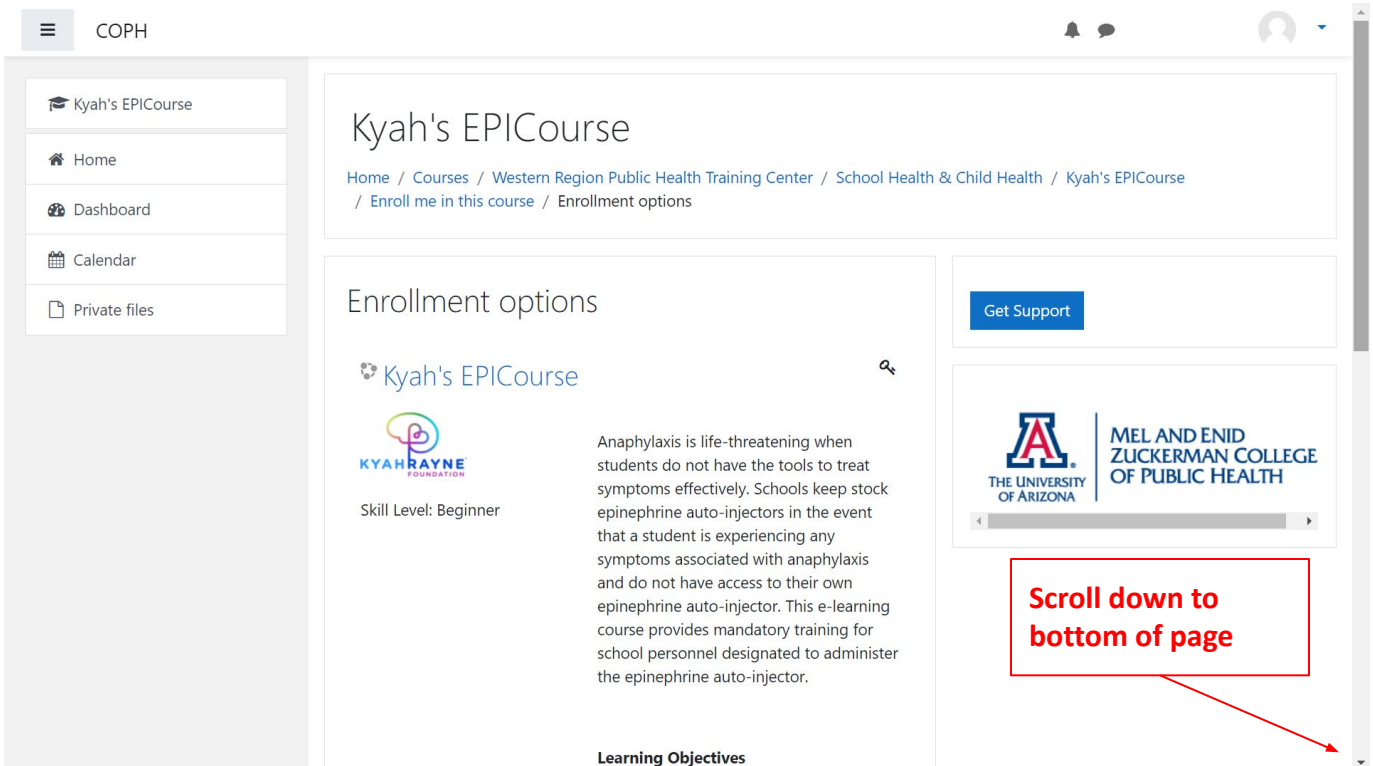 COPH
Kyah's EPICourse
Home
Dashboard
Calendar
Private files
Kyah's EPICourse
Home / Courses / Western Region Public Health Training Center / School Health & Child Health / Kyah's EPICourse
/ Enroll me in this course / Enrollment options
Enrollment options
Kyah's EPICourse
KYAHRAYNE
FOUNDATION
Skill Level: Beginner
Anaphylaxis is life-threatening when
students do not have the tools to treat
symptoms effectively. Schools keep stock
epinephrine auto-injectors in the event
that a student is experiencing any
symptoms associated with anaphylaxis
and do not have access to their own
epinephrine auto-injector. This e-learning
course provides mandatory training for
school personnel designated to administer
the epinephrine auto-injector.
Learning Objectives
Get Support
A
THE UNIVERSITY
OF ARIZONA
MEL AND ENID
ZUCKERMAN COLLEGE
OF PUBLIC HEALTH
Scroll down to
bottom of page